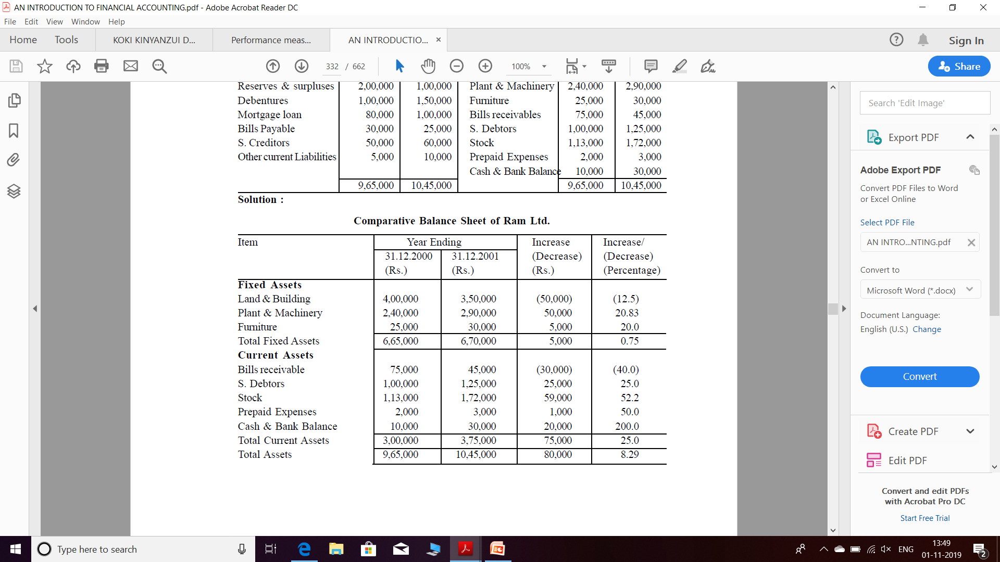 AN INTRODUCTION TO FINANCIAL ACCOUNTING.pdf - Adobe Acrobat Reader DC
File Edit View Window Help
Home Tools KOKI KINYANZUI D... Performance meas... AN INTRODUCTIO... × ? Sign In
332 / 662 100% Share
Reserves & surpluses 2,00,000 1,00,000 Plant & Machinery 2,40,000 2,90,000
Debentures 1,00,000 1,50,000 Furniture 25,000 30,000
Mortgage loan 80,000 1,00,000 Bills receivables 75,000 45,000
Bills Payable 30,000 25,000 S. Debtors 1,00,000 1,25,000
S. Creditors 50,000 60,000 Stock 1,13,000 1,72,000
Other current Liabilities 5,000 10,000 Prepaid Expenses 2,000 3,000
Cash & Bank Balance 10,000 30,000
9,65,000 10,45,000 9,65,000 10,45,000
Solution :
Comparative Balance Sheet of Ram Ltd.
Item Year Ending Increase Increase/
31.12.2000 31.12.2001 (Decrease) (Decrease)
(Rs.) (Rs.) (Rs.) (Percentage)
Fixed Assets
Land & Building 4,00,000 3,50,000 (50,000) (12.5)
Plant & Machinery 2,40,000 2,90,000 50,000 20.83
Furniture 25,000 30,000 5,000 20.0
Total Fixed Assets 6,65,000 6,70,000 5,000 0.75
Current Assets
Bills receivable 75,000 45,000 (30,000) (40.0)
S. Debtors 1,00,000 1,25,000 25,000 25.0
Stock 1,13,000 1,72,000 59,000 52.2
Prepaid Expenses 2,000 3,000 1,000 50.0
Cash & Bank Balance 10,000 30,000 20,000 200.0
Total Current Assets 3,00,000 3,75,000 75,000 25.0
Total Assets 9,65,000 10,45,000 80,000 8.29
Search 'Edit Image'
Export PDF
Adobe Export PDF
Convert PDF Files to Word
or Excel Online
Select PDF File
AN INTRO...NTING.pdf
Convert to
Microsoft Word (*.docx)
Document Language:
English (U.S.) Change
Convert
Create PDF
Edit PDF
Convert and edit PDFs
with Acrobat Pro DC
Start Free Trial
Type here to search
ENG
13:49
01-11-2019
2